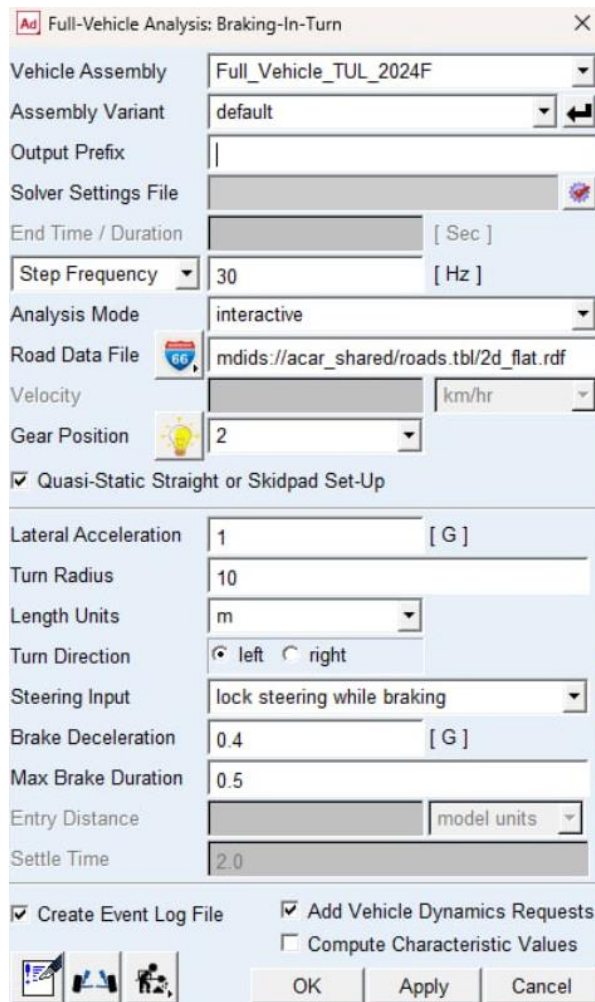 Ad Full-Vehicle Analysis: Braking-In-Turn
Vehicle Assembly Full_Vehicle_TUL_2024F
Assembly Variant default
Output Prefix
Solver Settings File
End Time / Duration [ Sec ]
Step Frequency 30 [ Hz ]
Analysis Mode interactive
Road Data File 66 mdids://acar_shared/roads.tbl/2d_flat.rdf
Velocity km/hr
Gear Position 2
Quasi-Static Straight or Skidpad Set-Up
Lateral Acceleration 1 [ G ]
Turn Radius 10
Length Units m
Turn Direction left right
Steering Input lock steering while braking
Brake Deceleration 0.4 [ G ]
Max Brake Duration 0.5
Entry Distance model units
Settle Time 2.0
Create Event Log File Add Vehicle Dynamics Requests
Compute Characteristic Values
OK Apply Cancel